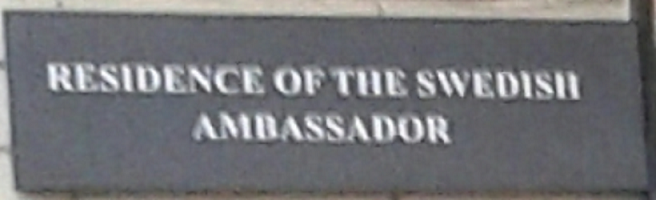 RESIDENCE OF THE SWEDISH
AMBASSADOR